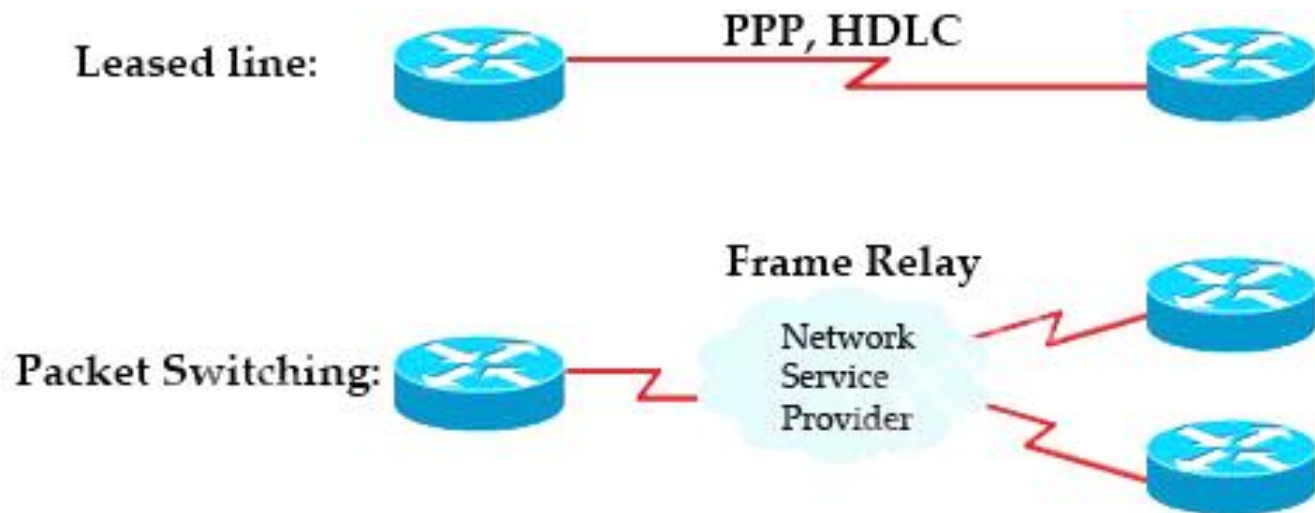 Leased line:
PPP, HDLC
Frame Relay
Packet Switching:
Network
Service
Provider